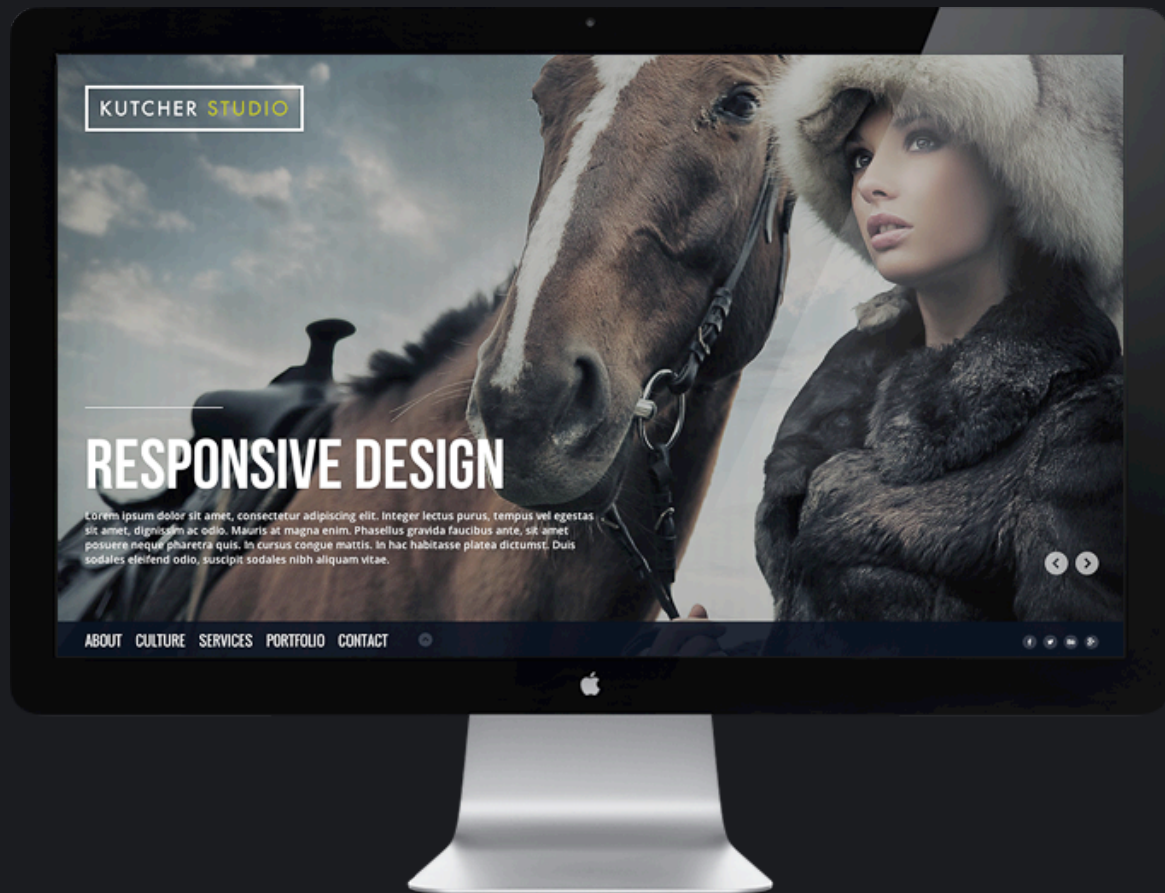 KUTCHER STUDIO
RESPONSIVE DESIGN
Lorem ipsum dolor sit amet, consectetur adipiscing elit. Integer lectus purus, tempus vel egestas
sit amet, dignissim ac odio. Mauris at magna enim. Phasellus gravida faucibus ante, sit amet
posuere neque pharetra quis. In cursus congue mattis. In hac habitasse platea dictumst. Duis
sodales eleifend odio, suscipit sodales nibh aliquam vitae.
ABOUT CULTURE SERVICES PORTFOLIO CONTACT